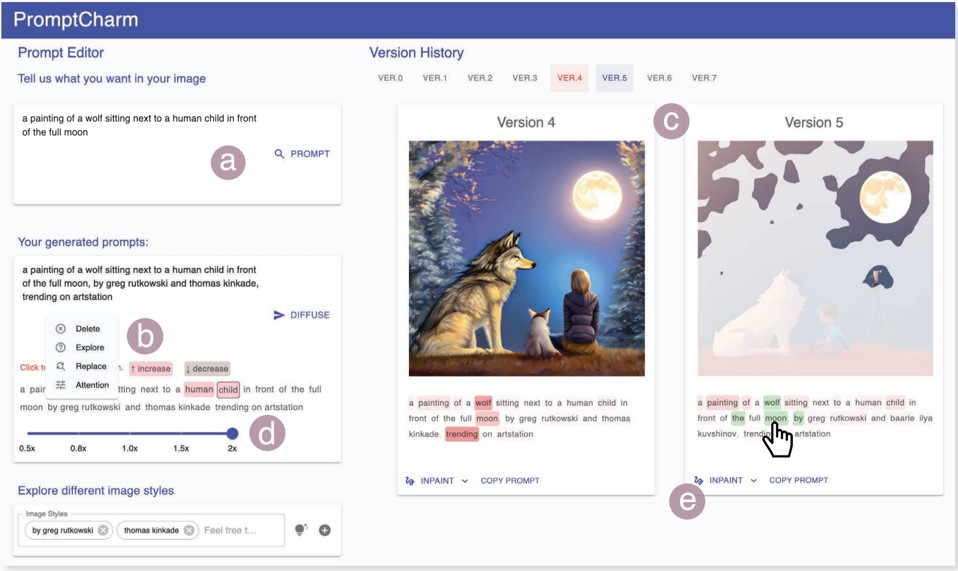 PromptCharm
Prompt Editor
Tell us what you want in your image
a painting of a wolf sitting next to a human child in front
of the full moon
a
PROMPT
Your generated prompts:
a painting of a wolf sitting next to a human child in front
of the full moon, by greg rutkowski and thomas kinkade,
trending on artstation
DIFFUSE
Delete
Explore
Replace
Attention
b
Click
↑ increase
↓ decrease
a tting next to a human child in front of the full
moon by greg rutkowski and thomas kinkade trending on artstation
d
0.5x 0.8x 1.0x 1.5x 2x
Explore different image styles
Image Styles
by greg rutkowski
thomas kinkade
Feel free t...
Version History
VER.0 VER.1 VER.2 VER.3 VER.4 VER.5 VER.6 VER.7
c
Version 4
a painting of a wolf sitting next to a human child in
front of the full moon by greg rutkowski and thomas
kinkade. trending on artstation
INPAINT
COPY PROMPT
Version 5
a painting of a wolf sitting next to a human child in
front of the full moon by greg rutkowski and baarle ilya
kuvshinov. artstation
e
INPAINT
COPY PROMPT